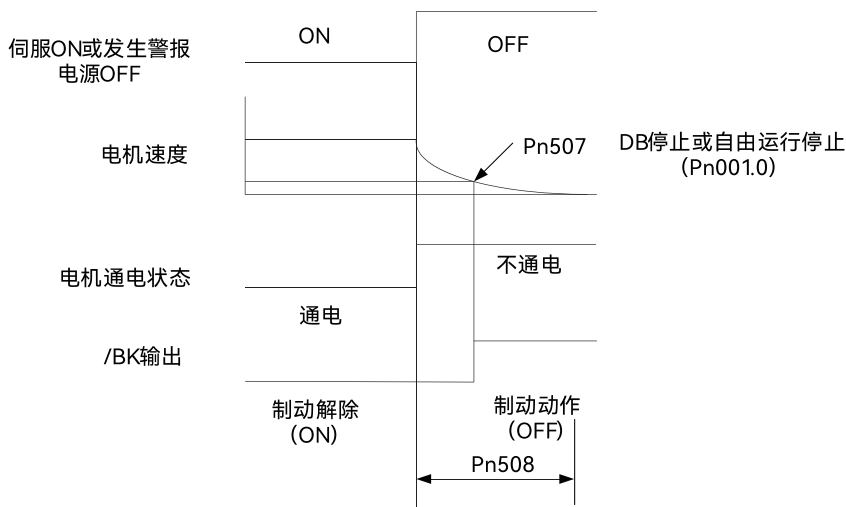 伺服ON或发生警报
电源OFF
ON
OFF
电机速度
Pn507
DB停止或自由运行停止
(Pn001.0)
电机通电状态
不通电
通电
/BK输出
制动解除
(ON)
制动动作
(OFF)
Pn508